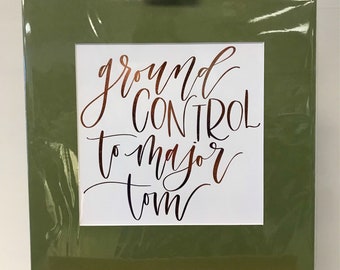 ground
CONTROL
to major
tom